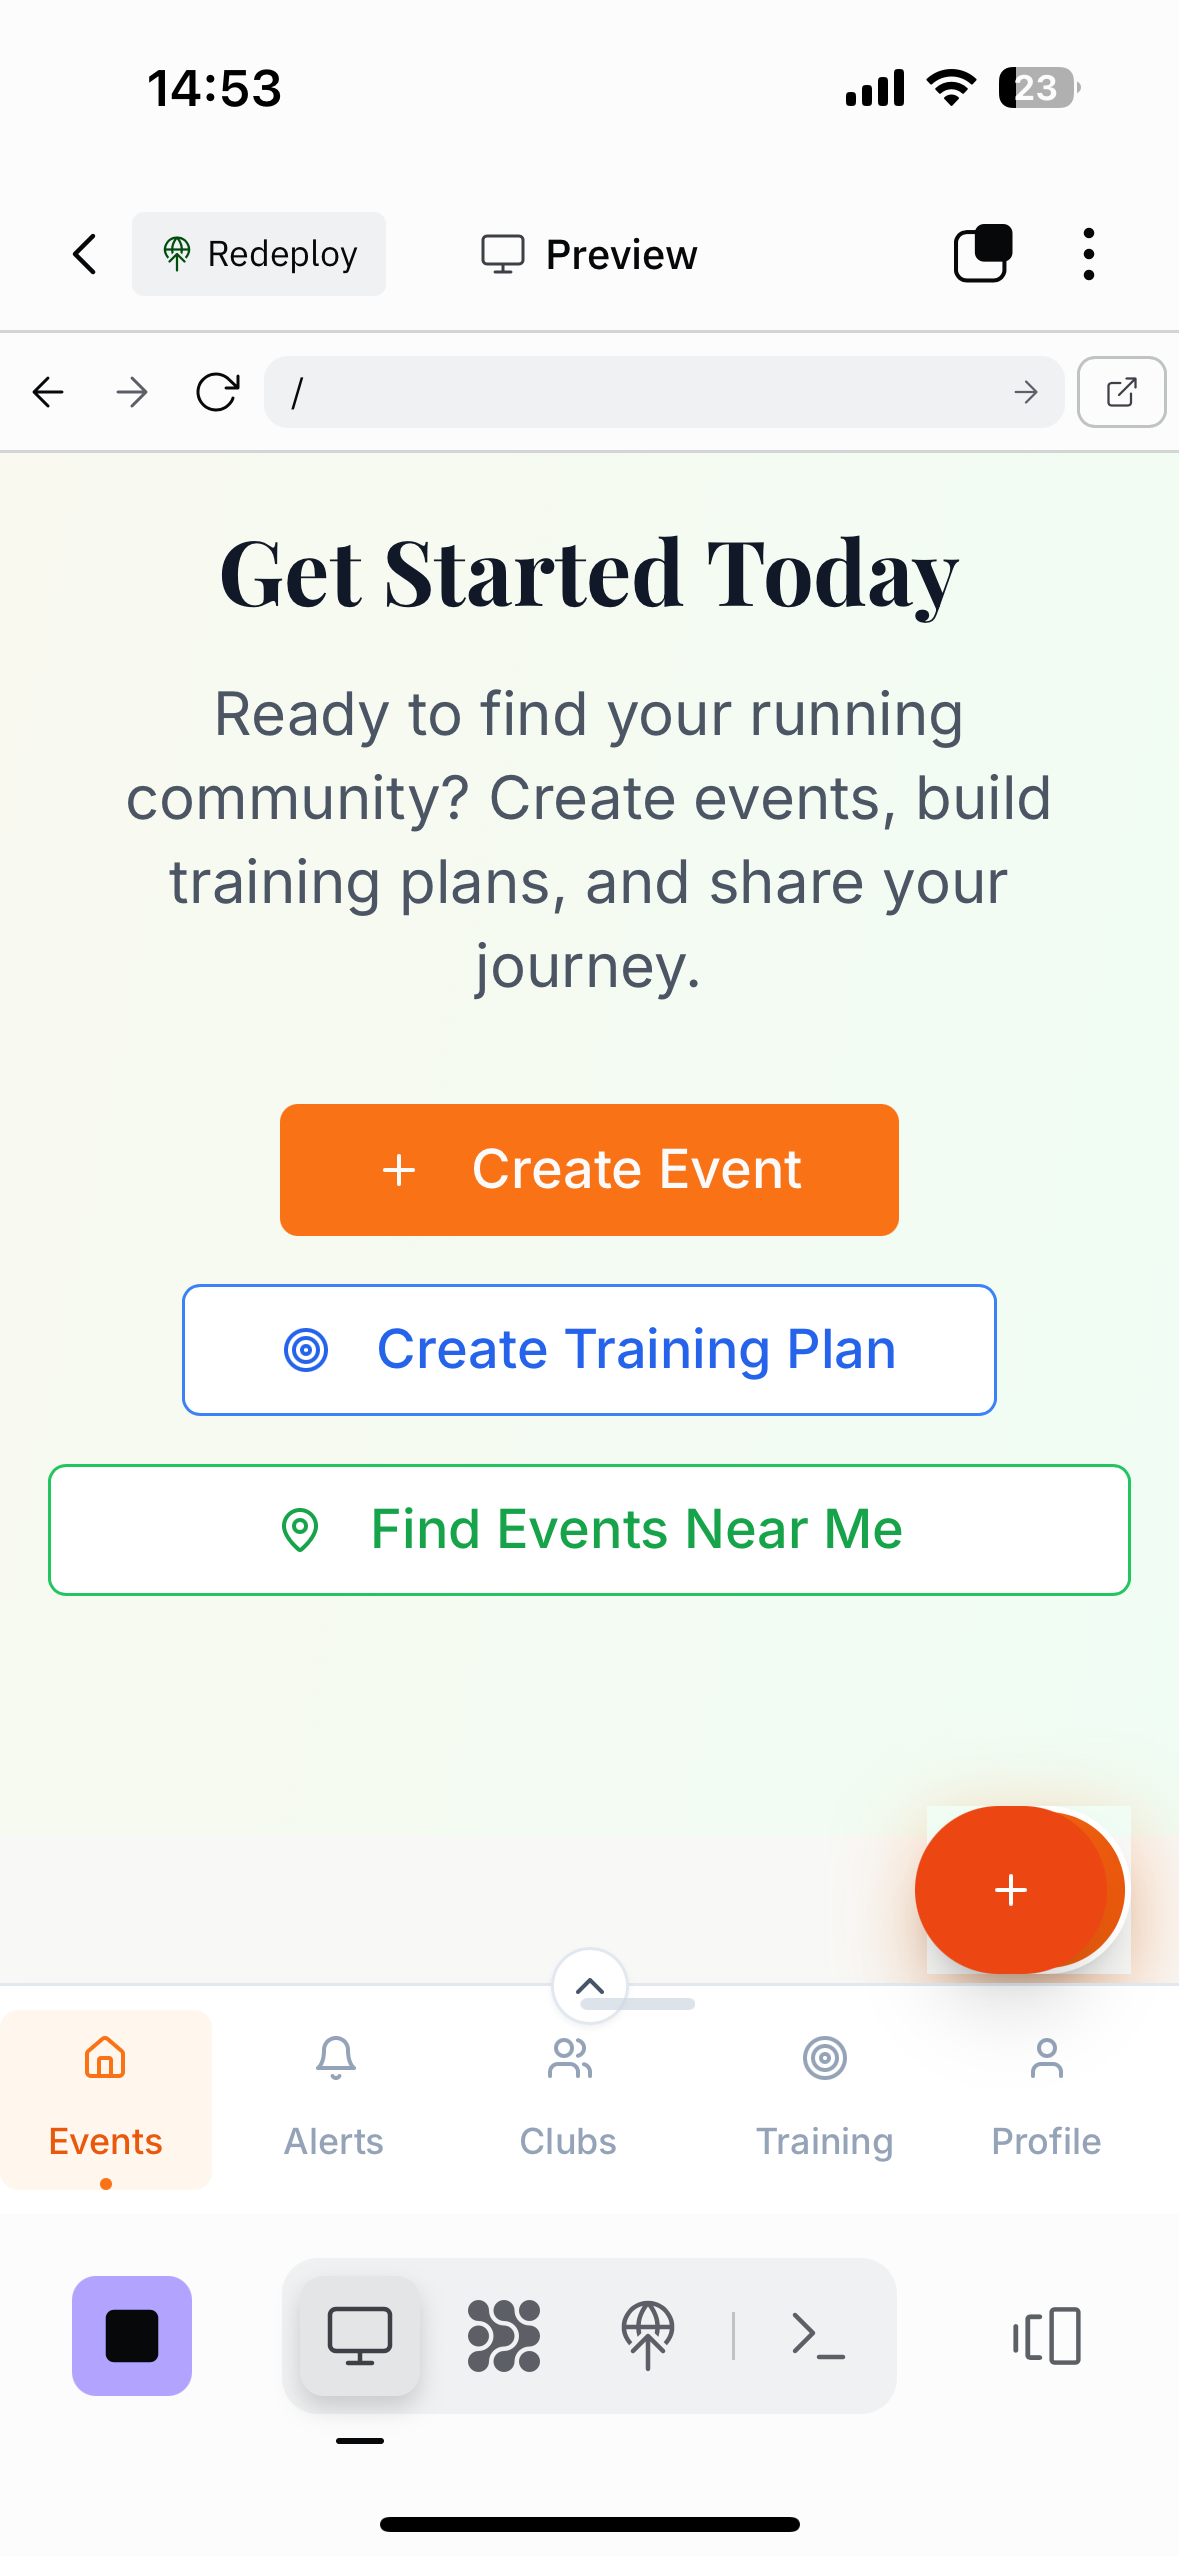 14:53
23
Redeploy
Preview
/
Get Started Today
Ready to find your running
community? Create events, build
training plans, and share your
journey.
Create Event
Create Training Plan
Find Events Near Me
Events
Alerts
Clubs
Training
Profile